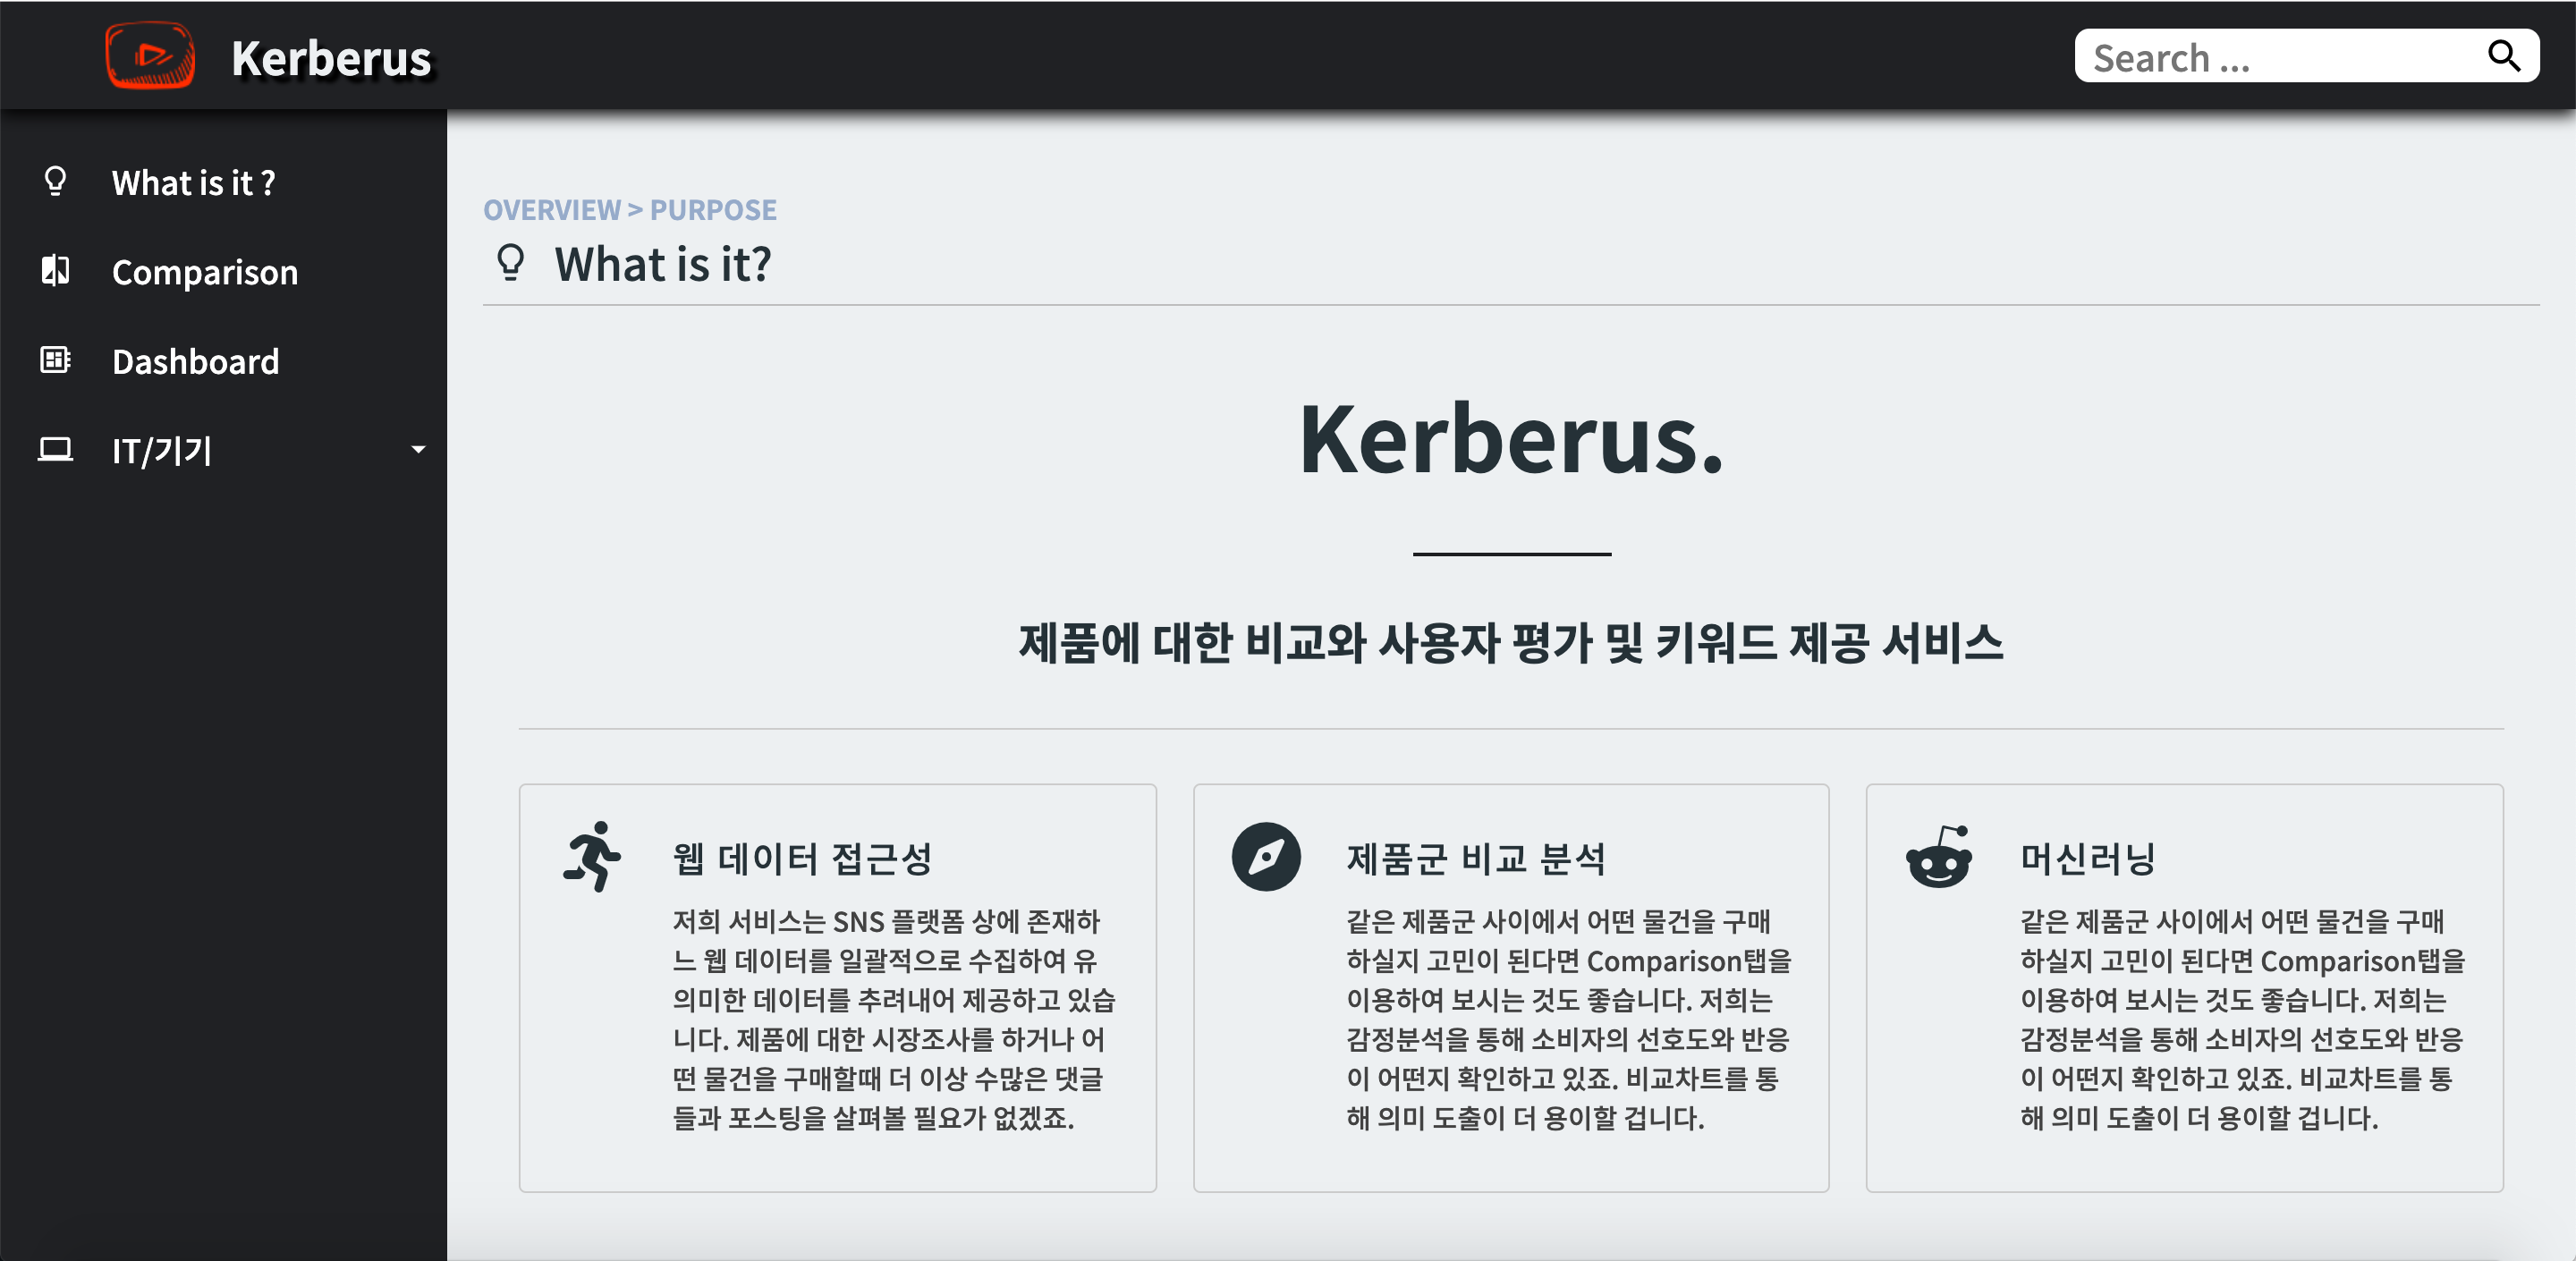 Kerberus
Search ...
What is it ?
Comparison
Dashboard
IT/기기
OVERVIEW > PURPOSE
What is it?
Kerberus.
제품에 대한 비교와 사용자 평가 및 키워드 제공 서비스
웹 데이터 접근성
저희 서비스는 SNS 플랫폼 상에 존재하
느 웹 데이터를 일괄적으로 수집하여 유
의미한 데이터를 추려내어 제공하고 있습
니다. 제품에 대한 시장조사를 하거나 어
떤 물건을 구매할때 더 이상 수많은 댓글
들과 포스팅을 살펴볼 필요가 없겠죠.
제품군 비교 분석
같은 제품군 사이에서 어떤 물건을 구매
하실지 고민이 된다면 Comparison탭을
이용하여 보시는 것도 좋습니다. 저희는
감정분석을 통해 소비자의 선호도와 반응
이 어떤지 확인하고 있죠. 비교차트를 통
해 의미 도출이 더 용이할 겁니다.
머신러닝
같은 제품군 사이에서 어떤 물건을 구매
하실지 고민이 된다면 Comparison탭을
이용하여 보시는 것도 좋습니다. 저희는
감정분석을 통해 소비자의 선호도와 반응
이 어떤지 확인하고 있죠. 비교차트를 통
해 의미 도출이 더 용이할 겁니다.